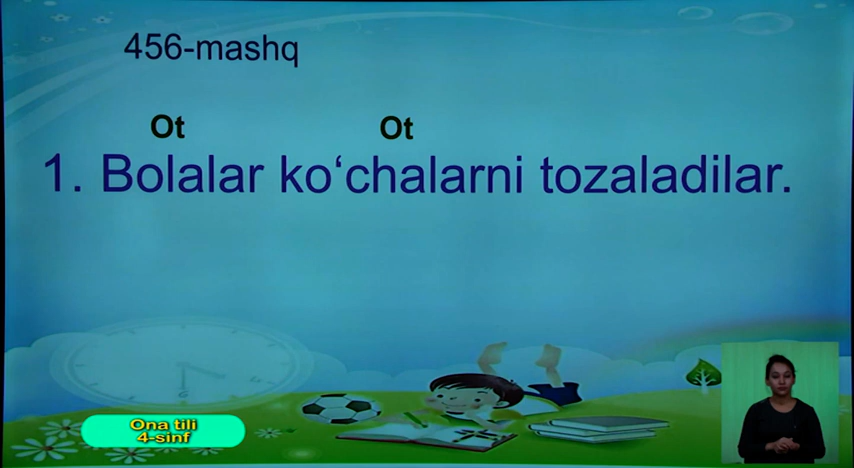 456-mashq
Ot Ot
1. Bolalar ko‘chalarni tozaladilar.
Ona tili
4-sinf